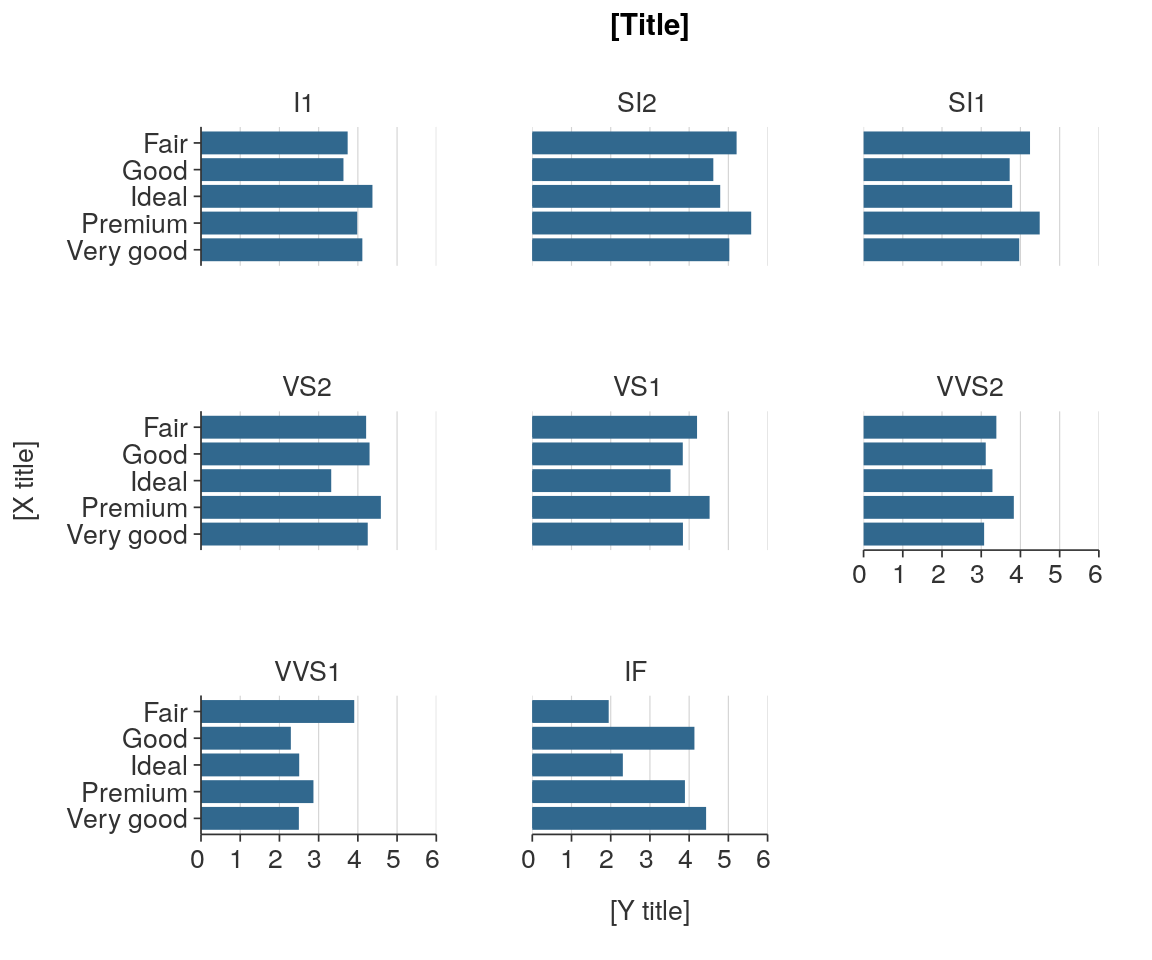 [Title]
I1
SI2
SI1
Fair
Good
Ideal
Premium
Very good
VS2
VS1
VVS2
[X title]
Fair
Good
Ideal
Premium
Very good
0 1 2 3 4 5 6
VVS1
IF
Fair
Good
Ideal
Premium
Very good
0 1 2 3 4 5 6
0 1 2 3 4 5 6
[Y title]